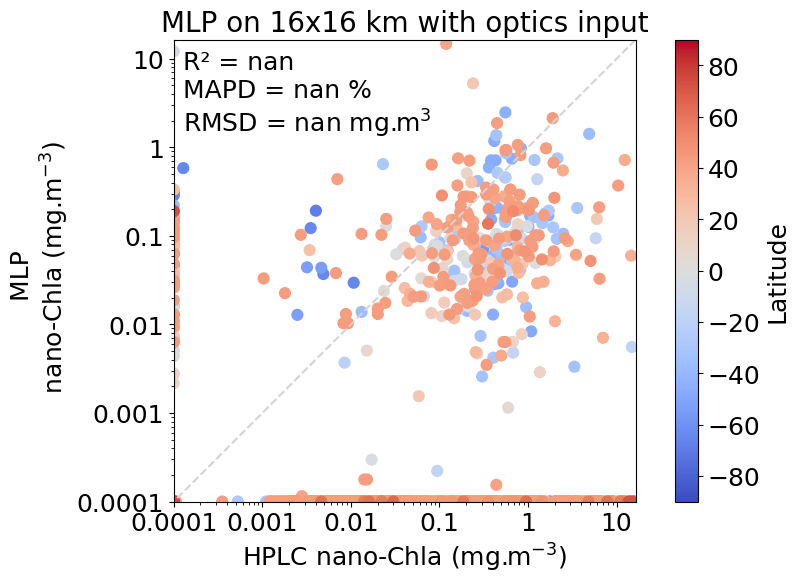 MLP on 16x16 km with optics input
R² = nan
MAPD = nan %
RMSD = nan mg.m³
MLP
nano-Chla (mg.m⁻³)
10
1
0.1
0.01
0.001
0.0001
0.0001 0.001 0.01 0.1 1 10
HPLC nano-Chla (mg.m⁻³)
80
60
40
20
0
−20
−40
−60
−80
Latitude